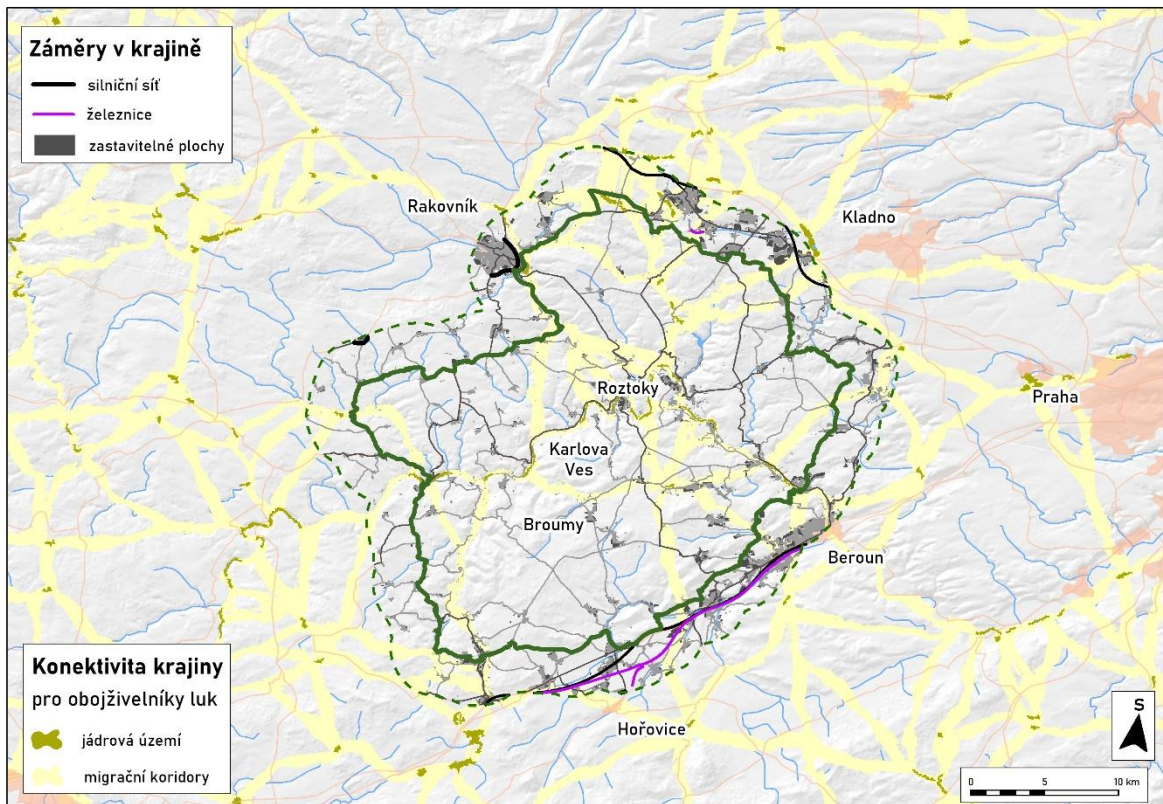 Záměry v krajině
silniční síť
železnice
zastavitelné plochy
Rakovník
Kladno
Roztoky
Praha
Karlova
Ves
Broumy
Beroun
Hořovice
Konektivita krajiny
pro obojživelníky luk
jádrová území
migrační koridory
S
0 5 10 km